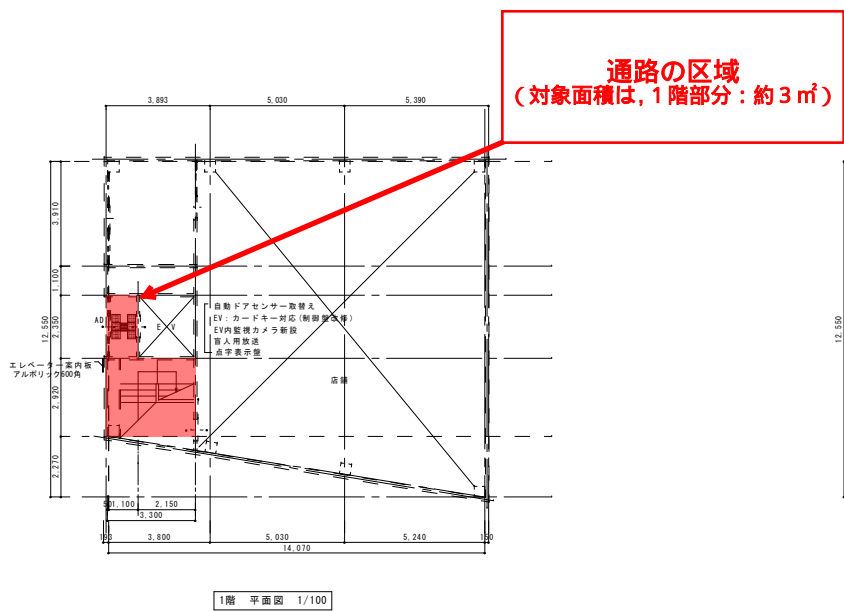 通路の区域
(対象面積は,1階部分:約3㎡)
3,893
5,030
5,390
3,910
1,100
2,350
2,920
2,270
12,550
12,550
AD
E V
自動ドアセンサー取替え
EV:カードキー対応(制御盤改修)
EV内監視カメラ新設
盲人用放送
点字表示盤
エレベーター案内板
アルポリック600角
店舗
50
1,100
2,150
3,300
193
3,800
5,030
5,240
150
14,070
1階 平面図 1/100